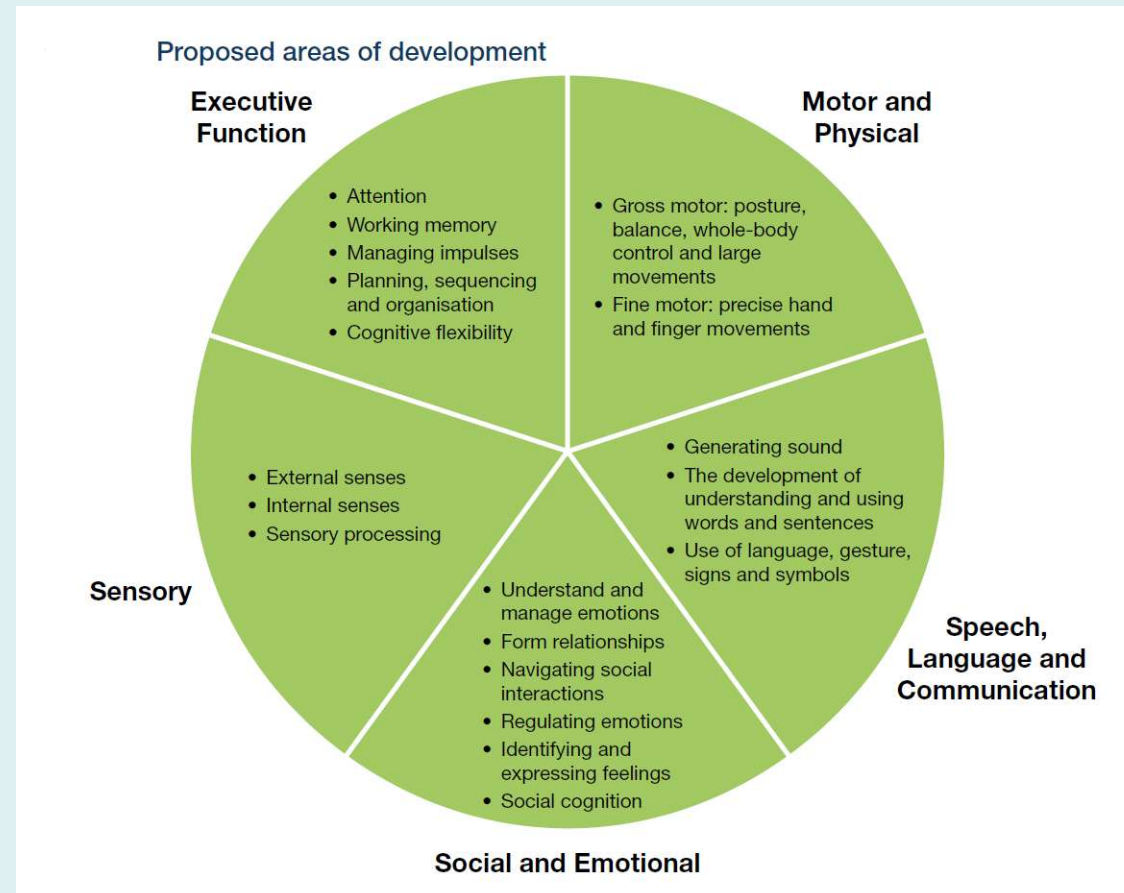 Proposed areas of development
Executive
Function
• Attention
• Working memory
• Managing impulses
• Planning, sequencing
and organisation
• Cognitive flexibility
Motor and
Physical
• Gross motor: posture,
balance, whole-body
control and large
movements
• Fine motor: precise hand
and finger movements
• Generating sound
• The development of
understanding and using
words and sentences
• Use of language, gesture,
signs and symbols
Speech,
Language and
Communication
• Understand and
manage emotions
• Form relationships
• Navigating social
interactions
• Regulating emotions
• Identifying and
expressing feelings
• Social cognition
Social and Emotional
• External senses
• Internal senses
• Sensory processing
Sensory